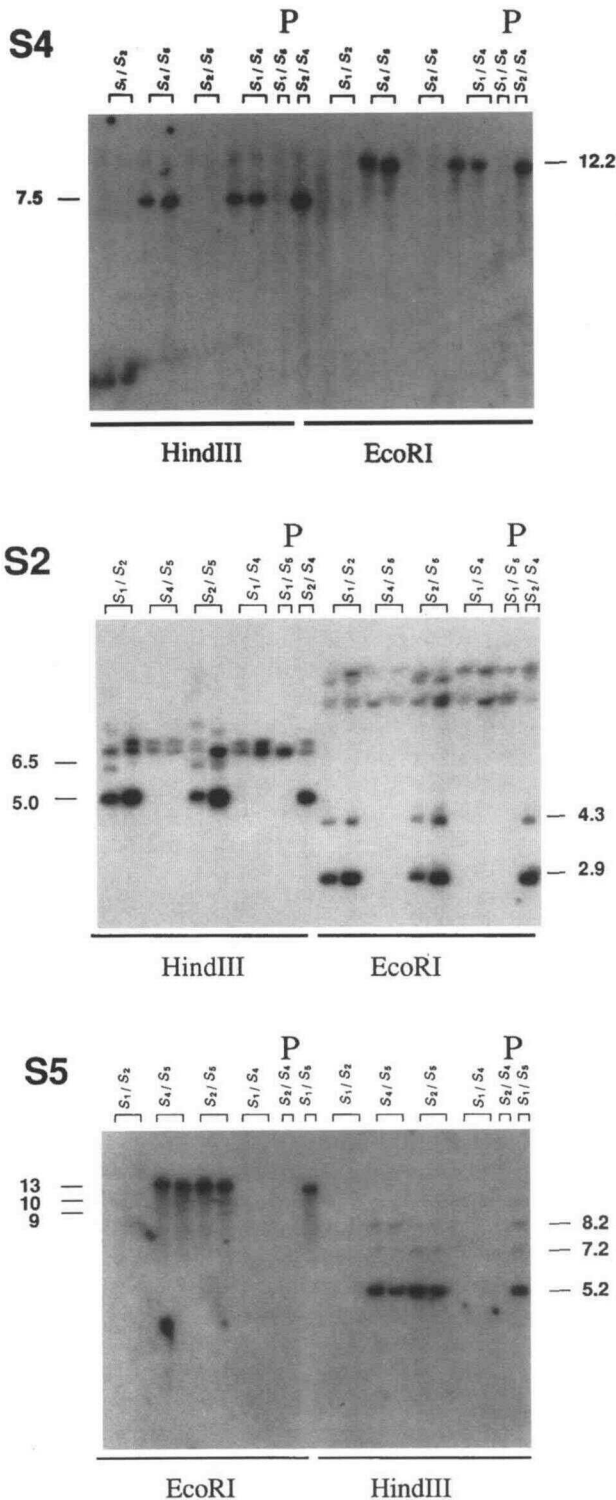 S4
P P
S1/S2 S4/S5 S2/S5 S1/S4 S1/S5 S2/S4 S1/S2 S4/S5 S2/S5 S1/S4 S1/S5 S2/S4
7.5 12.2
HindIII EcoRI
S2
P P
S1/S2 S4/S5 S2/S5 S1/S4 S1/S5 S2/S4 S1/S2 S4/S5 S2/S5 S1/S4 S1/S5 S2/S4
6.5
5.0
4.3
2.9
HindIII EcoRI
S5
P P
S1/S2 S4/S5 S2/S5 S1/S4 S2/S4 S1/S5 S1/S2 S4/S5 S2/S5 S1/S4 S2/S4 S1/S5
13
10
9
8.2
7.2
5.2
EcoRI HindIII